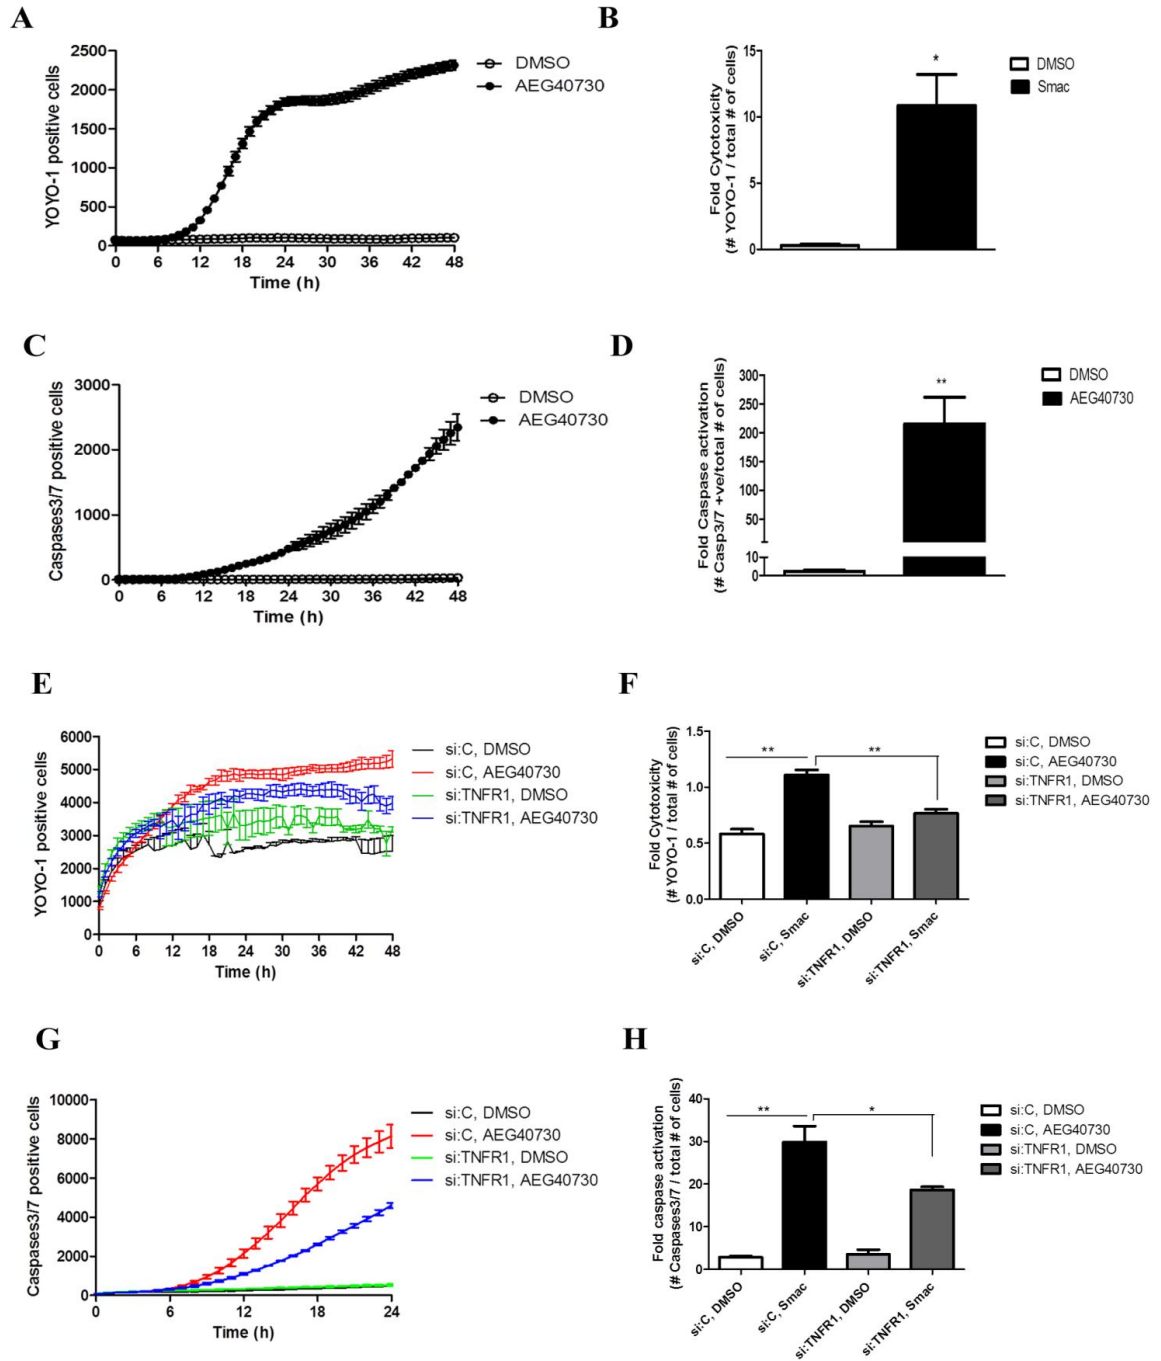 A
YOYO-1 positive cells
2500
2000
1500
1000
500
0
0 6 12 18 24 30 36 42 48
Time (h)
DMSO
AEG40730
B
Fold Cytotoxicity
(# YOYO-1 / total # of cells)
15
10
5
0
*
DMSO
Smac
C
Caspases3/7 positive cells
3000
2000
1000
0
0 6 12 18 24 30 36 42 48
Time (h)
DMSO
AEG40730
D
Fold Caspase activation
(# Casp3/7 +ve/total # of cells)
300
250
200
150
100
50
10
0
**
DMSO
AEG40730
E
YOYO-1 positive cells
6000
5000
4000
3000
2000
1000
0
0 6 12 18 24 30 36 42 48
Time (h)
si:C, DMSO
si:C, AEG40730
si:TNFR1, DMSO
si:TNFR1, AEG40730
F
Fold Cytotoxicity
(# YOYO-1 / total # of cells)
1.5
1.0
0.5
0.0
** **
si:C, DMSO
si:C, Smac
si:TNFR1, DMSO
si:TNFR1, Smac
si:C, DMSO
si:C, AEG40730
si:TNFR1, DMSO
si:TNFR1, AEG40730
G
Caspases3/7 positive cells
10000
8000
6000
4000
2000
0
0 6 12 18 24
Time (h)
si:C, DMSO
si:C, AEG40730
si:TNFR1, DMSO
si:TNFR1, AEG40730
H
Fold caspase activation
(# Caspases3/7 / total # of cells)
40
30
20
10
0
** *
si:C, DMSO
si:C, Smac
si:TNFR1, DMSO
si:TNFR1, Smac
si:C, DMSO
si:C, AEG40730
si:TNFR1, DMSO
si:TNFR1, AEG40730